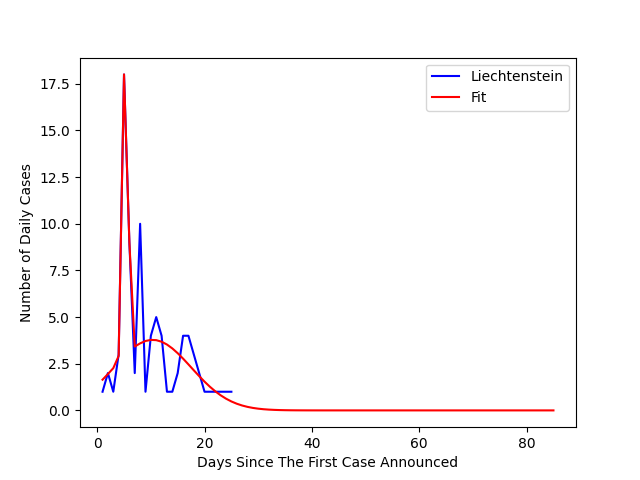 Liechtenstein
Fit
Number of Daily Cases
17.5
15.0
12.5
10.0
7.5
5.0
2.5
0.0
0 20 40 60 80
Days Since The First Case Announced